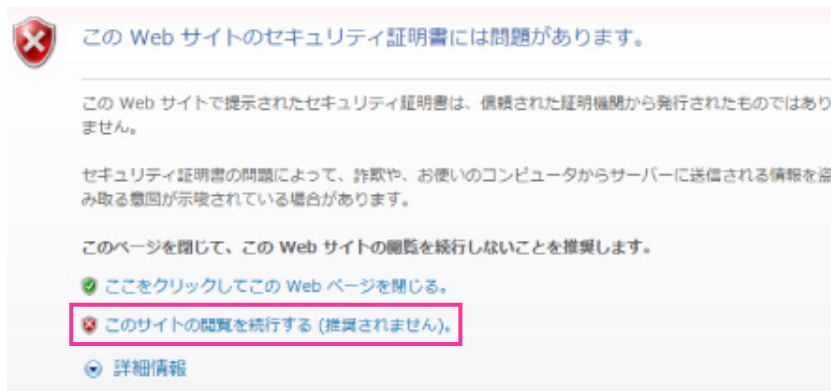 この Web サイトのセキュリティ証明書には問題があります。
この Web サイトで提示されたセキュリティ証明書は、信頼された証明機関から発行されたものではあり
ません。
セキュリティ証明書の問題によって、詐欺や、お使いのコンピュータからサーバーに送信される情報を盗
み取る意図が示唆されている場合があります。
このページを閉じて、この Web サイトの閲覧を続行しないことを推奨します。
ここをクリックしてこの Web ページを閉じる。
このサイトの閲覧を続行する (推奨されません)。
詳細情報